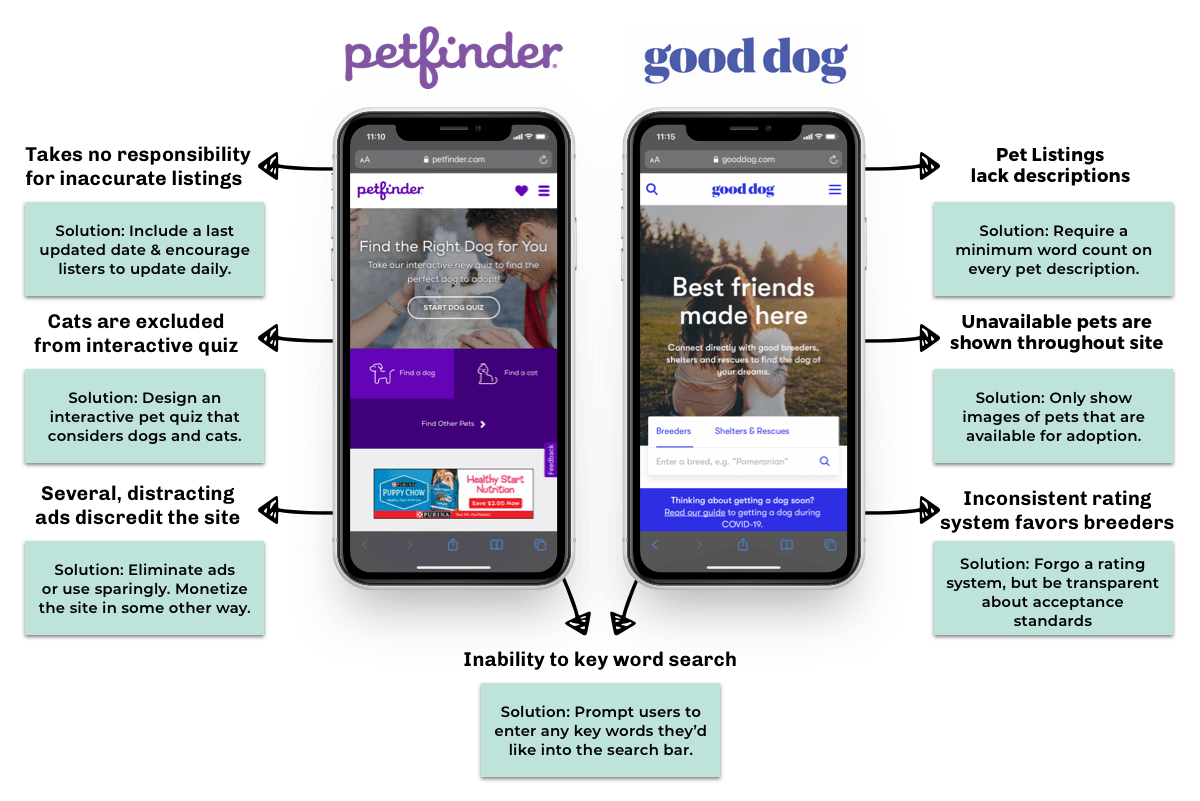 petfinder
good dog
Takes no responsibility
for inaccurate listings
Solution: Include a last
updated date & encourage
listers to update daily.
Cats are excluded
from interactive quiz
Solution: Design an
interactive pet quiz that
considers dogs and cats.
Several, distracting
ads discredit the site
Solution: Eliminate ads
or use sparingly. Monetize
the site in some other way.
11:10
AA petfinder.com
petfinder
Find the Right Dog for You
Take our interactive new quiz to find the
perfect dog to adopt!
START DOG QUIZ
Find a dog
Find a cat
Find Other Pets
Feedback
PURINA
PUPPY CHOW
Healthy Start
Nutrition
Save $2.00 Now
PURINA
11:15
AA gooddog.com
good dog
Best friends
made here
Connect directly with good breeders,
shelters and rescues to find the dog of
your dreams.
Breeders Shelters & Rescues
Enter a breed, e.g. "Pomeranian"
Thinking about getting a dog soon?
Read our guide to getting a dog during
COVID-19.
Pet Listings
lack descriptions
Solution: Require a
minimum word count on
every pet description.
Unavailable pets are
shown throughout site
Solution: Only show
images of pets that are
available for adoption.
Inconsistent rating
system favors breeders
Solution: Forgo a rating
system, but be transparent
about acceptance
standards
Inability to key word search
Solution: Prompt users to
enter any key words they'd
like into the search bar.